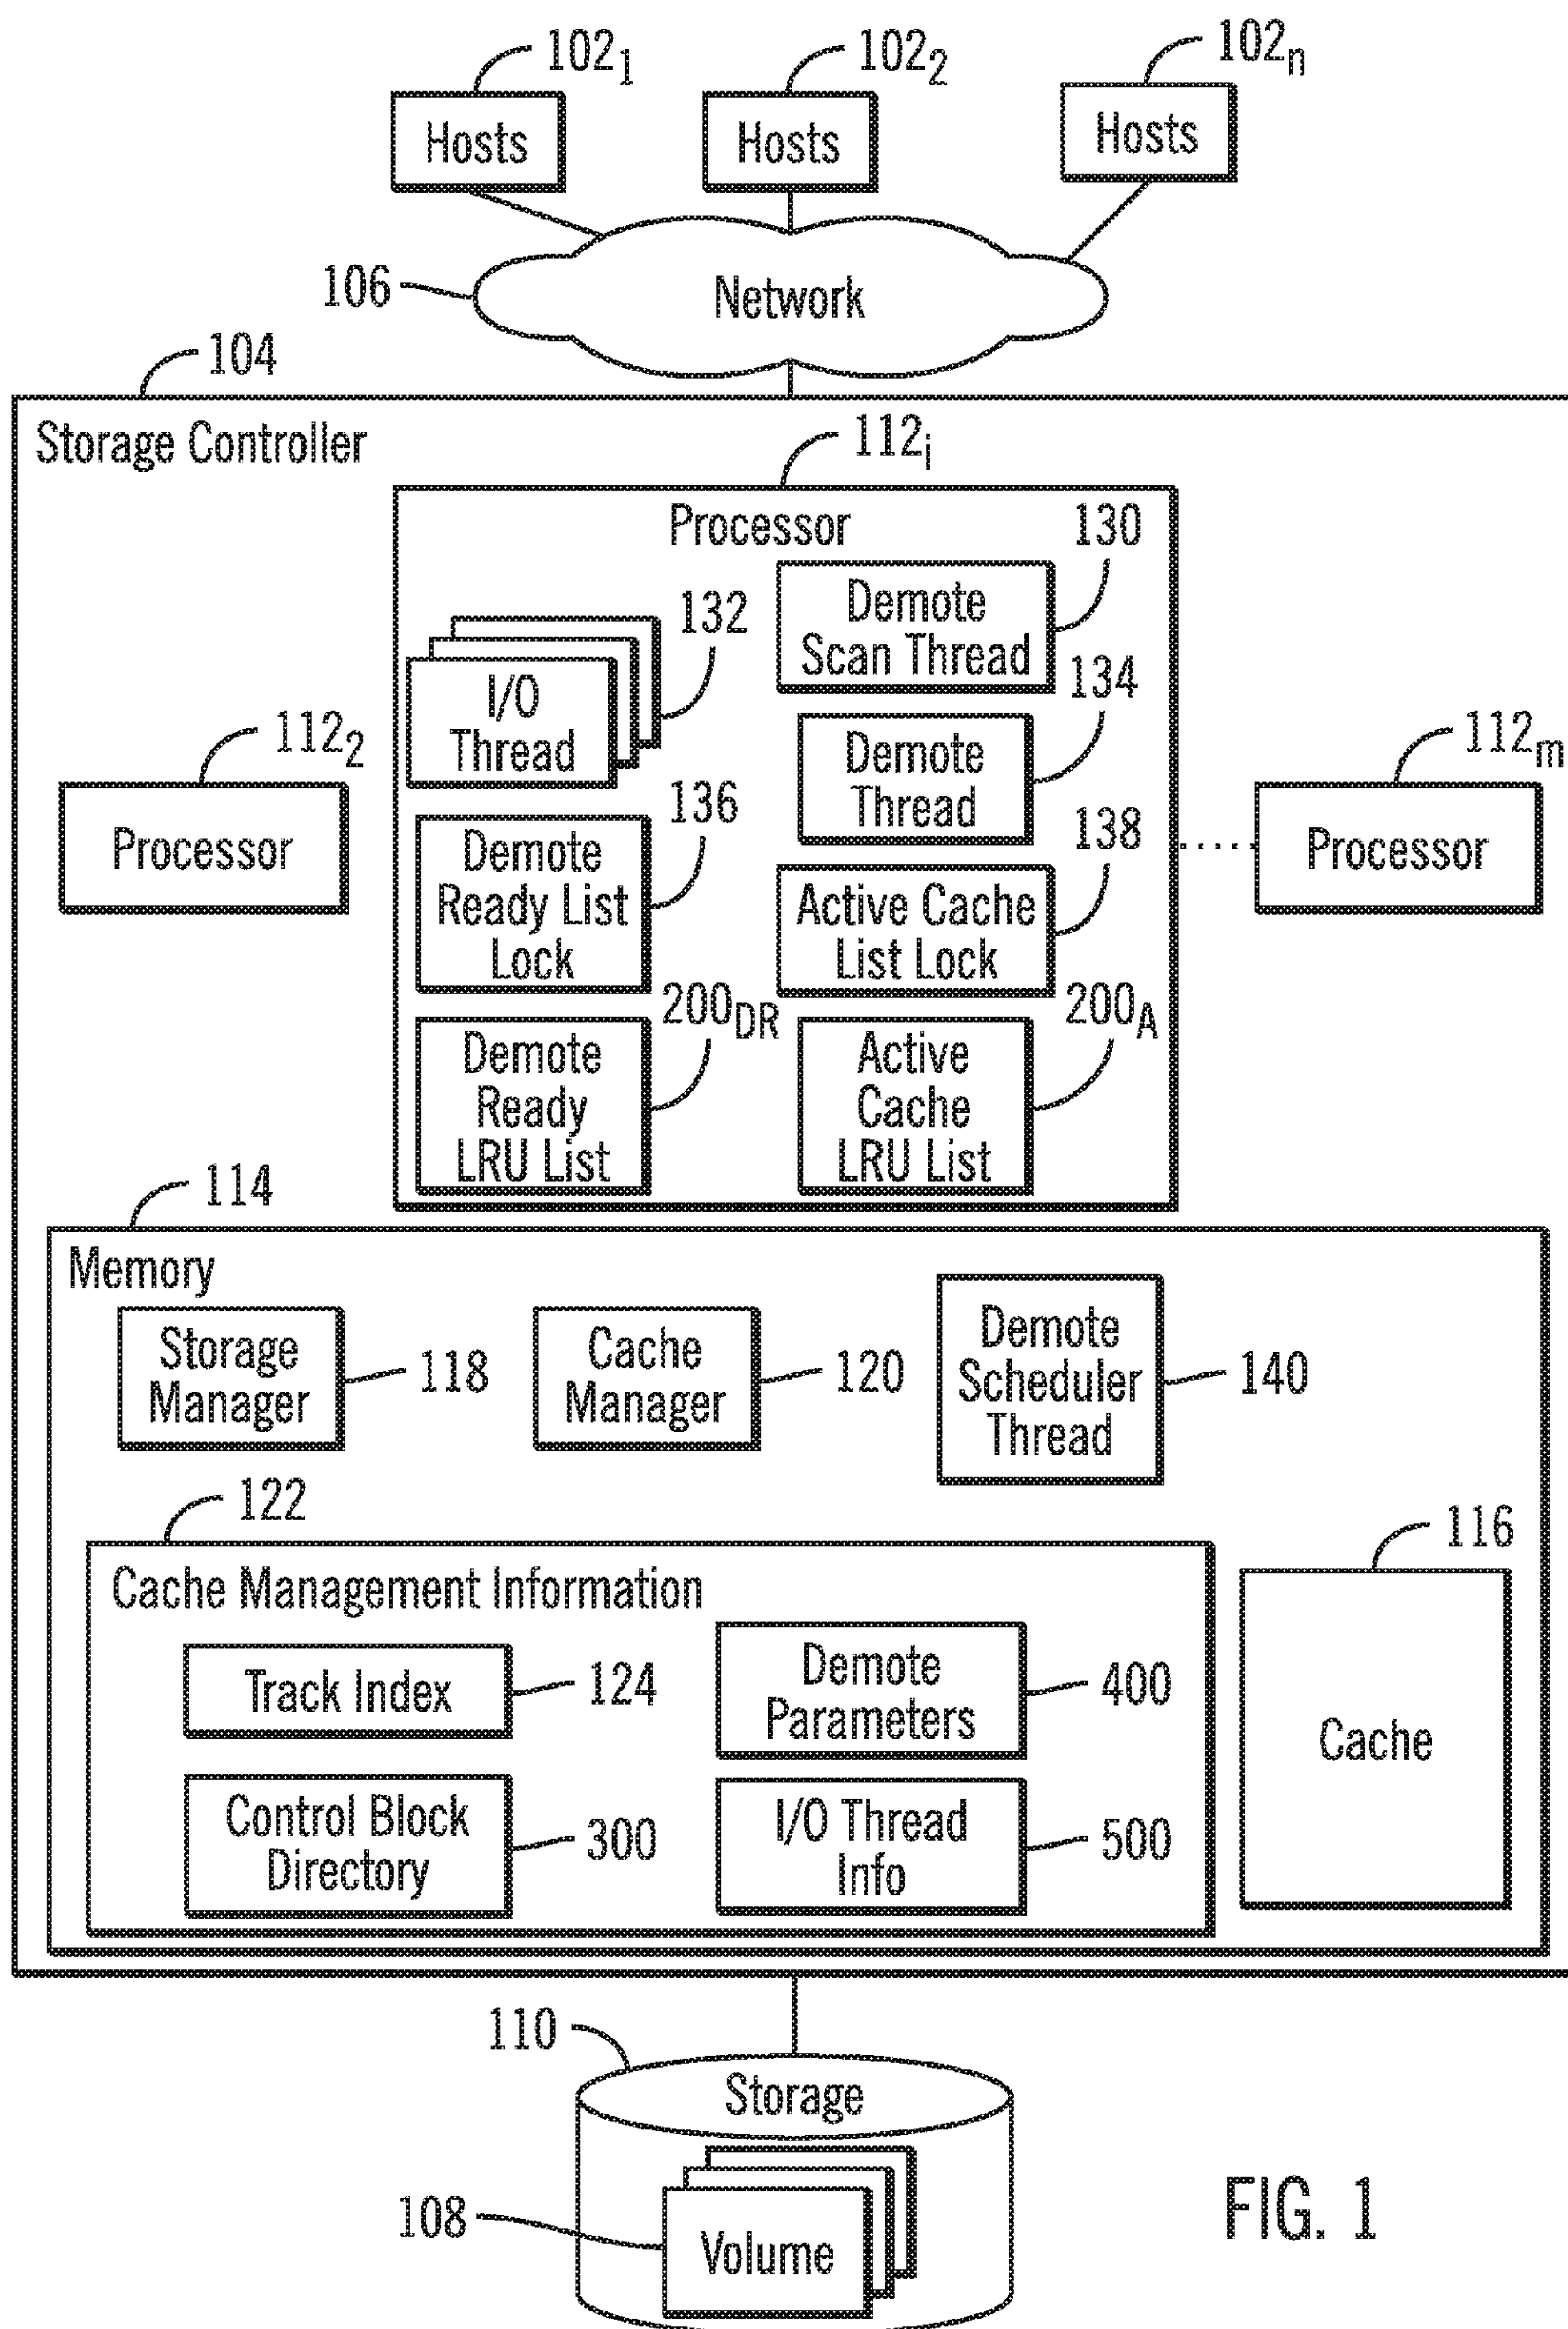 102₁
102₂
102ₙ
Hosts
Hosts
Hosts
106
Network
104
Storage Controller
112ᵢ
Processor
130
Demote
Scan Thread
132
I/O
Thread
134
Demote
Thread
112₂
Processor
112ₘ
Processor
136
Demote
Ready List
Lock
138
Active Cache
List Lock
200DR
Demote
Ready
LRU List
200A
Active
Cache
LRU List
114
Memory
Storage
Manager
118
Cache
Manager
120
Demote
Scheduler
Thread
140
122
Cache Management Information
116
Cache
Track Index
124
Demote
Parameters
400
Control Block
Directory
300
I/O Thread
Info
500
110
Storage
108
Volume
FIG. 1